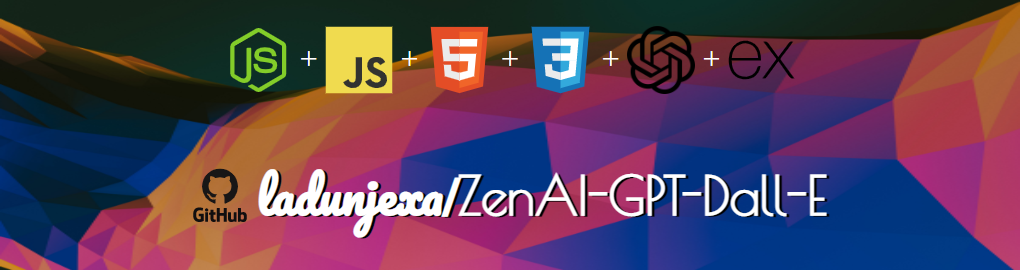 JS + JS + 5 + 3 + + ex
GitHub ladunjexa/ZenAI-GPT-Dall-E